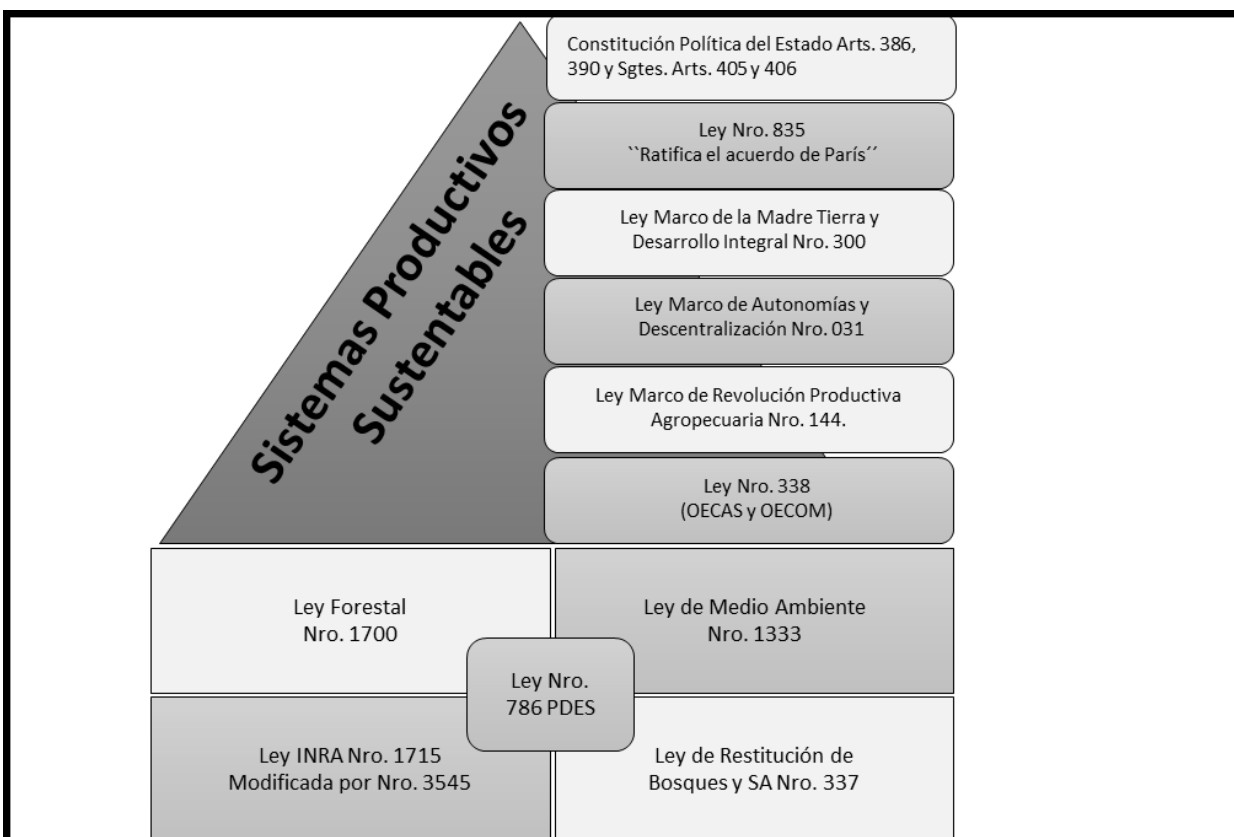 Sistemas Productivos
Sustentables
Constitución Política del Estado Arts. 386,
390 y Sgtes. Arts. 405 y 406
Ley Nro. 835
``Ratifica el acuerdo de París´´
Ley Marco de la Madre Tierra y
Desarrollo Integral Nro. 300
Ley Marco de Autonomías y
Descentralización Nro. 031
Ley Marco de Revolución Productiva
Agropecuaria Nro. 144.
Ley Nro. 338
(OECAS y OECOM)
Ley Forestal
Nro. 1700
Ley de Medio Ambiente
Nro. 1333
Ley Nro.
786 PDES
Ley INRA Nro. 1715
Modificada por Nro. 3545
Ley de Restitución de
Bosques y SA Nro. 337